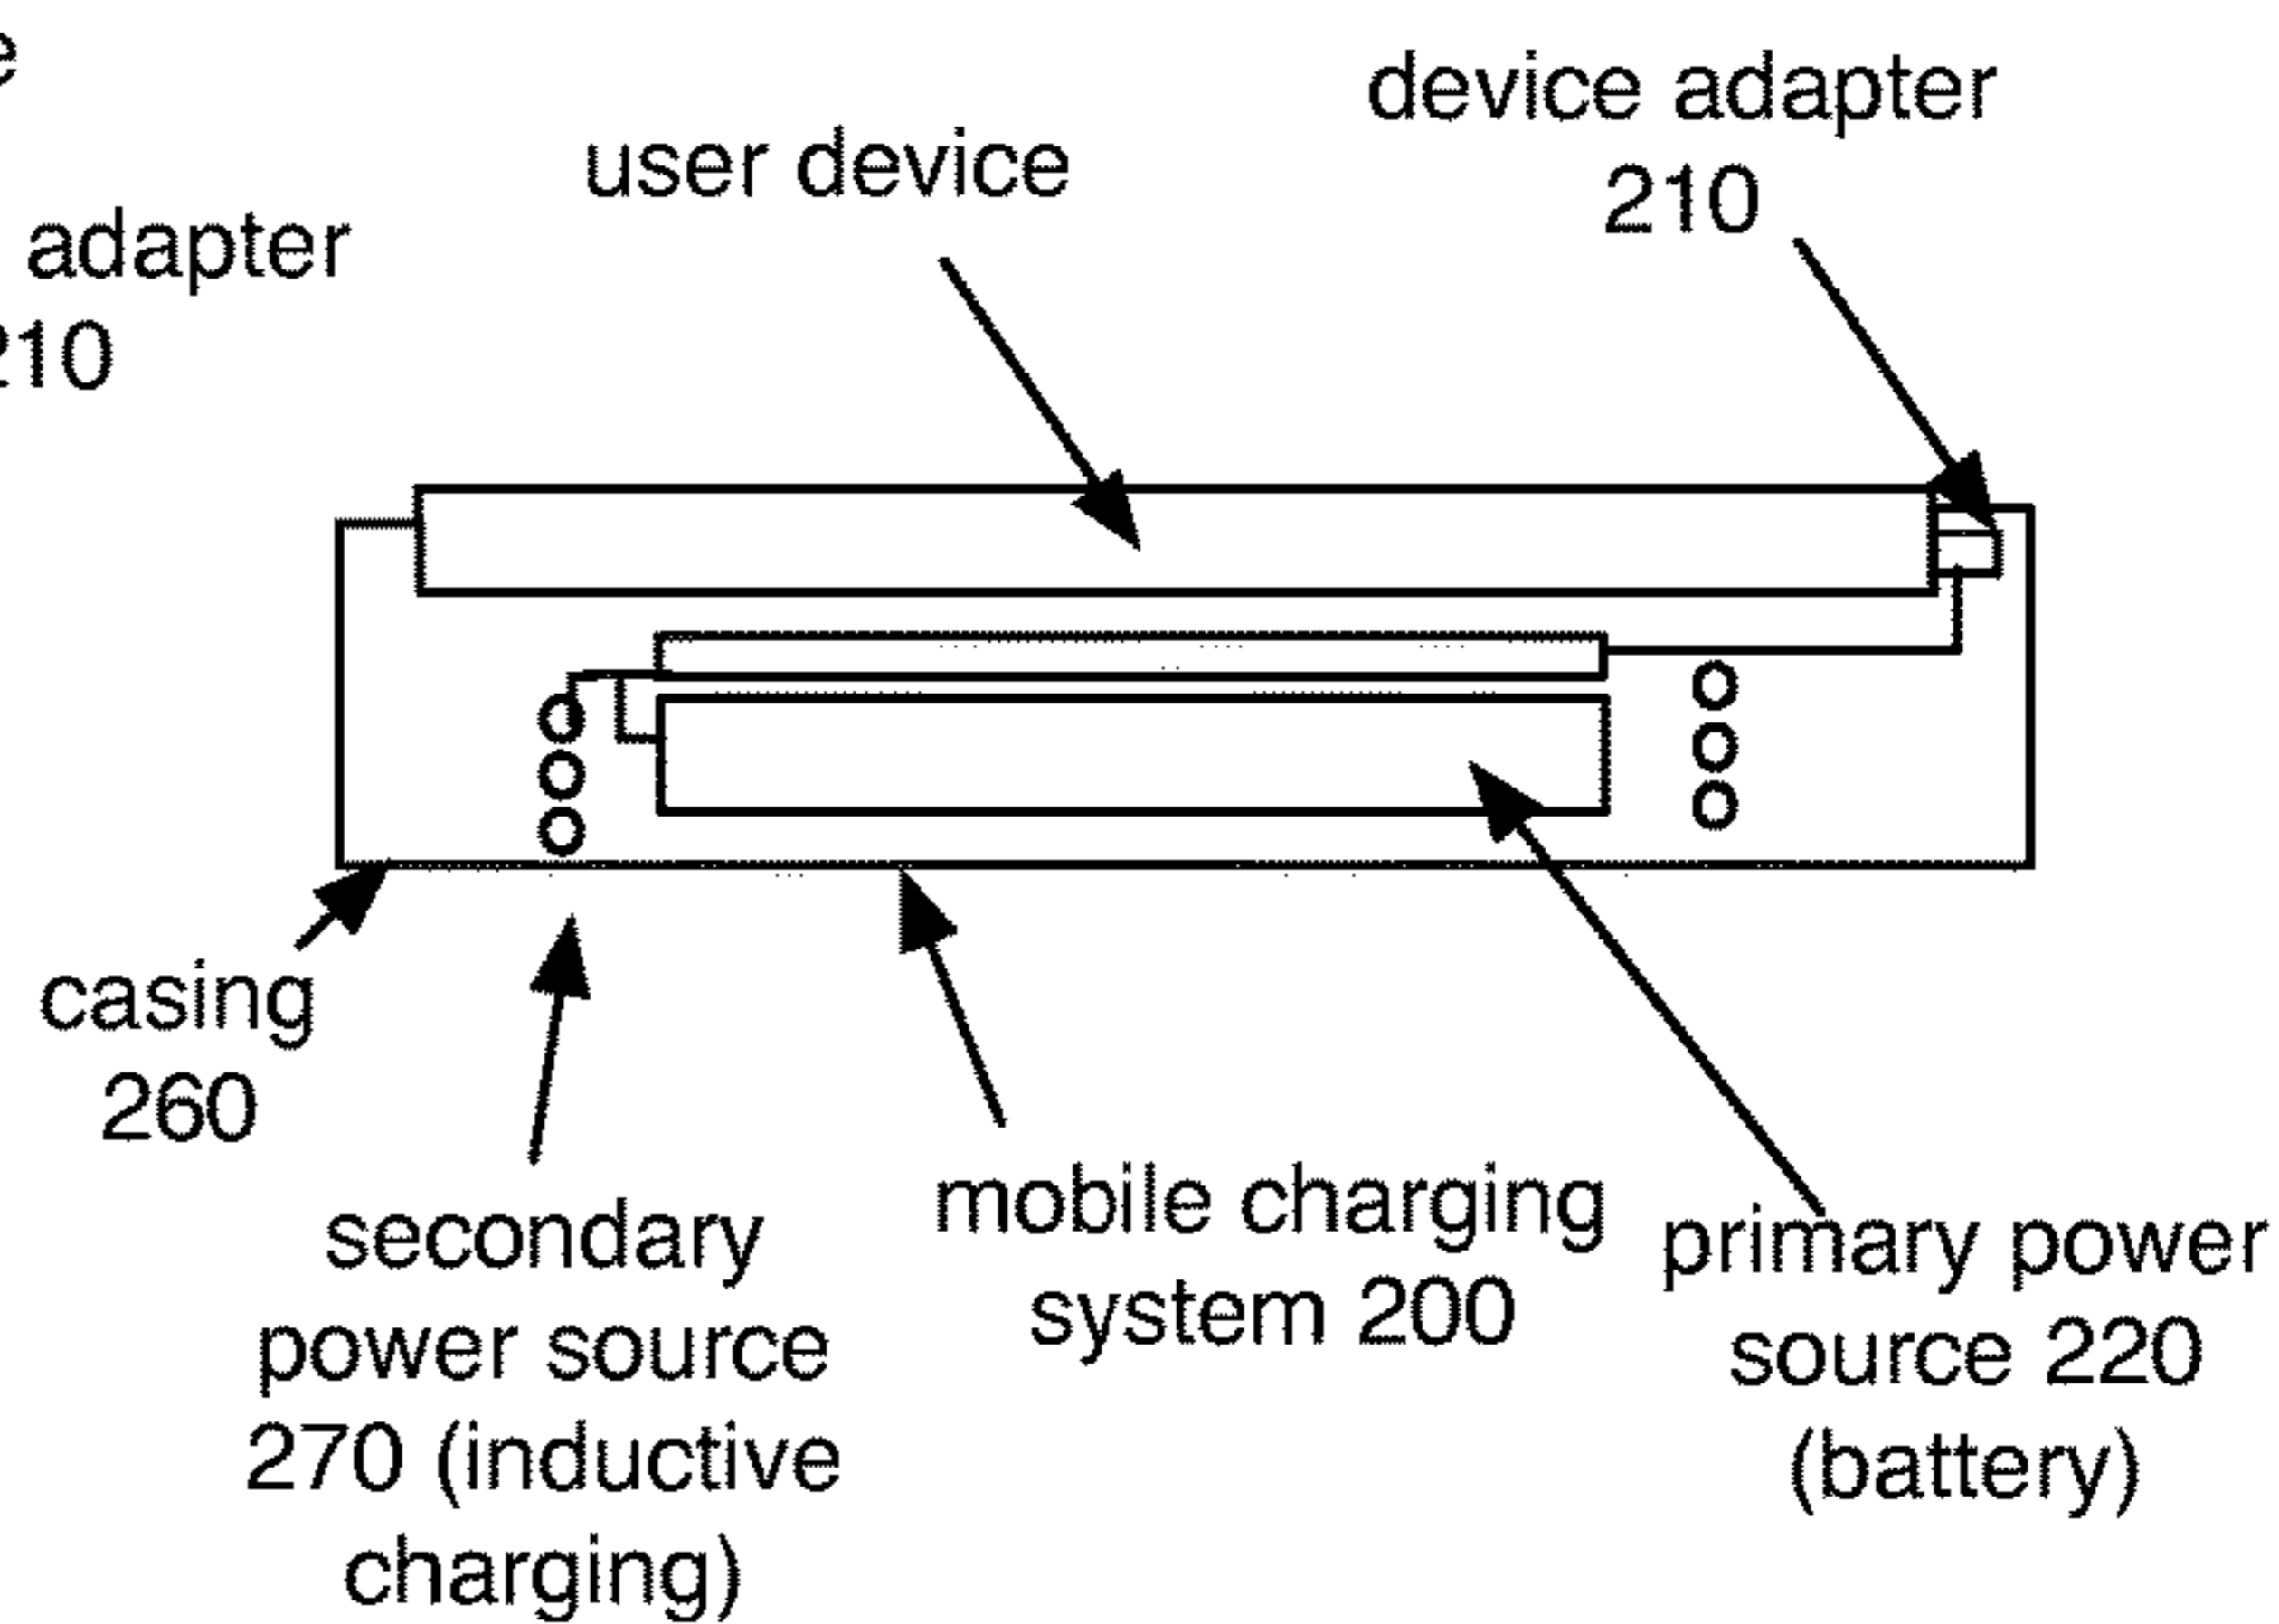 adapter
210
user device
device adapter
210
casing
260
secondary
power source
270 (inductive
charging)
mobile charging
system 200
primary power
source 220
(battery)